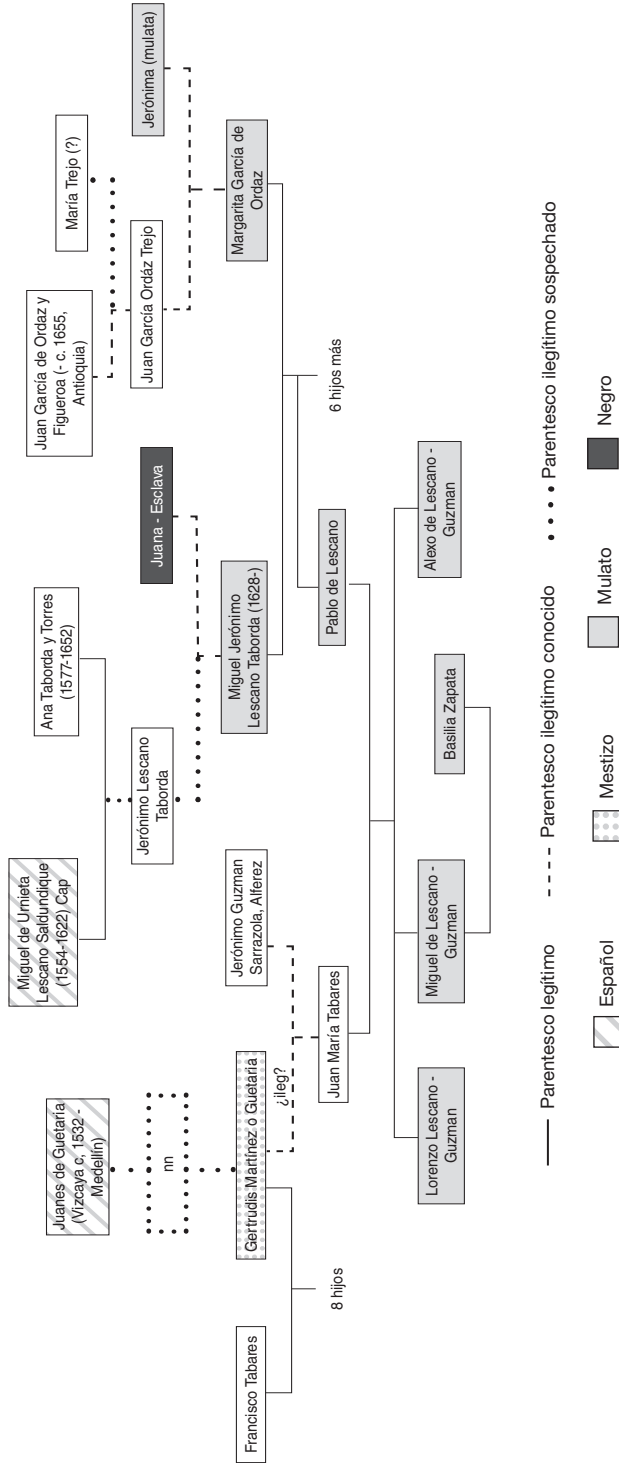 Juanes de Guetaria
(Vizcaya c, 1532 -
Medellín)
Miguel de Urnieta
Lescano Saldundique
(1554-1622) Cap
Ana Taborda y Torres
(1577-1652)
Juan García de Ordaz y
Figueroa (- c. 1655,
Antioquia)
María Trejo (?)
nn
Jerónimo Lescano
Taborda
Juana - Esclava
Juan García Ordáz Trejo
Jerónima (mulata)
Francisco Tabares
Gertrudis Martínez ó Guetaria
Jerónimo Guzman
Sarrazola, Alferez
Miguel Jerónimo
Lescano Taborda (1628-)
Margarita García de
Ordaz
¿ileg?
8 hijos
Juan María Tabares
Pablo de Lescano
6 hijos más
Lorenzo Lescano -
Guzman
Miguel de Lescano -
Guzman
Basilia Zapata
Alexo de Lescano -
Guzman
Parentesco legítimo
Parentesco ilegítimo conocido
Parentesco ilegítimo sospechado
Español
Mestizo
Mulato
Negro